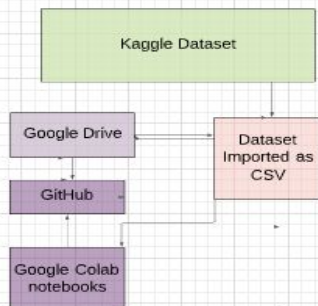 Kaggle Dataset
Google Drive
Dataset
Imported as
CSV
GitHub
Google Colab
notebooks